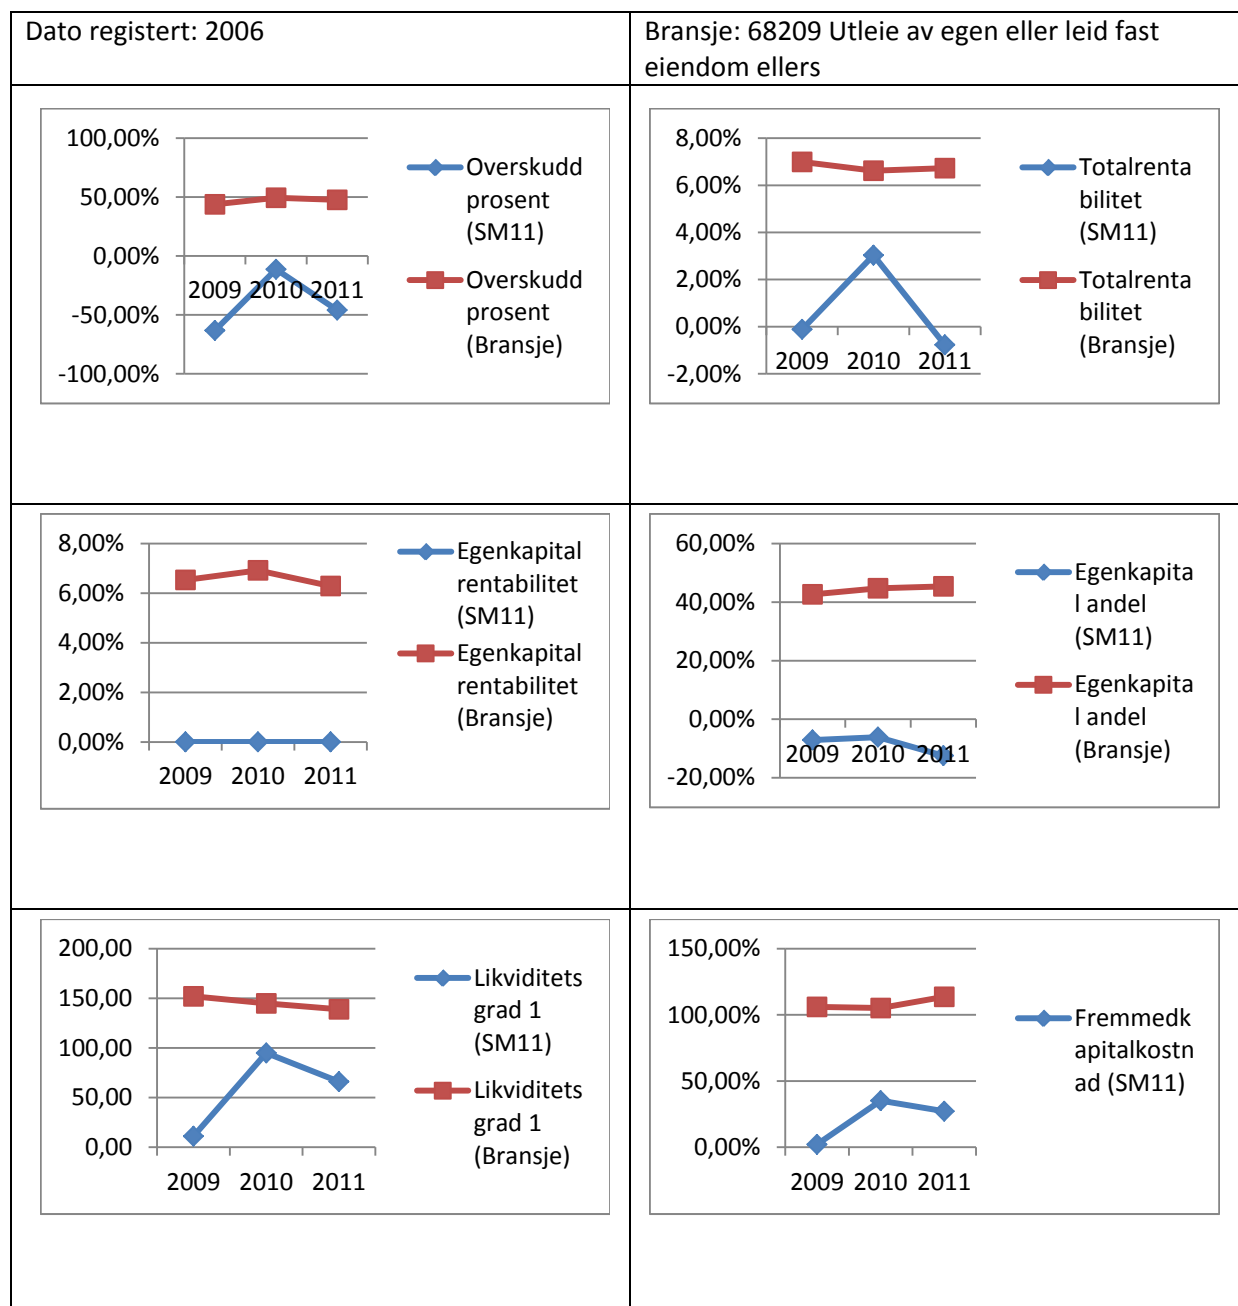 Dato registert: 2006
Bransje: 68209 Utleie av egen eller leid fast
eiendom ellers
100,00%
50,00%
0,00%
-50,00%
-100,00%
2009 2010 2011
Overskudd
prosent
(SM11)
Overskudd
prosent
(Bransje)
8,00%
6,00%
4,00%
2,00%
0,00%
-2,00%
2009 2010 2011
Totalrenta
bilitet
(SM11)
Totalrenta
bilitet
(Bransje)
8,00%
6,00%
4,00%
2,00%
0,00%
2009 2010 2011
Egenkapital
rentabilitet
(SM11)
Egenkapital
rentabilitet
(Bransje)
60,00%
40,00%
20,00%
0,00%
-20,00%
2009 2010 2011
Egenkapita
l andel
(SM11)
Egenkapita
l andel
(Bransje)
200,00
150,00
100,00
50,00
0,00
2009 2010 2011
Likviditets
grad 1
(SM11)
Likviditets
grad 1
(Bransje)
150,00%
100,00%
50,00%
0,00%
2009 2010 2011
Fremmedk
apitalkostn
ad (SM11)